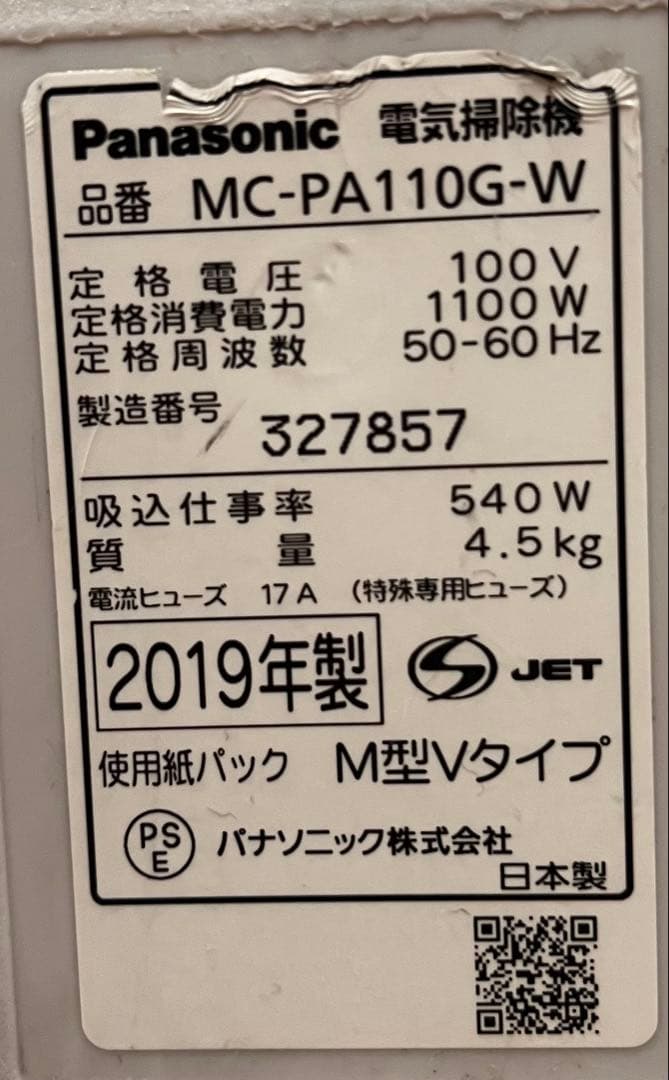 Panasonic 電気掃除機
品番 MC-PA110G-W
定格電圧 100V
定格消費電力 1100W
定格周波数 50-60Hz
製造番号 327857
吸込仕事率 540W
質量 4.5kg
電流ヒューズ 17A (特殊専用ヒューズ)
2019年製 S JET
使用紙パック M型Vタイプ
PS E パナソニック株式会社
日本製